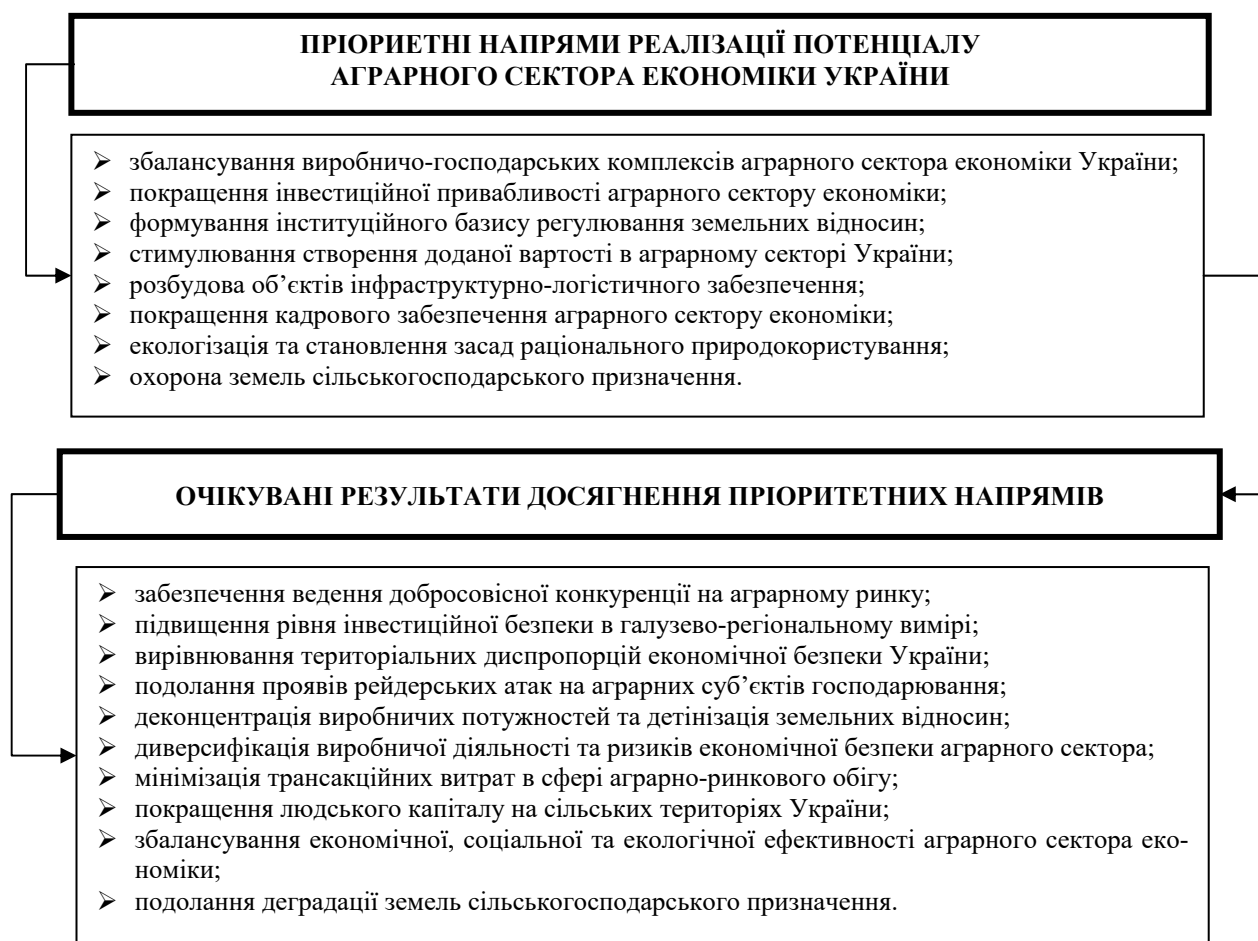 ПРІОРИЕТНІ НАПРЯМИ РЕАЛІЗАЦІЇ ПОТЕНЦІАЛУ
АГРАРНОГО СЕКТОРА ЕКОНОМІКИ УКРАЇНИ
➢ збалансування виробничо-господарських комплексів аграрного сектора економіки України;
➢ покращення інвестиційної привабливості аграрного сектору економіки;
➢ формування інституційного базису регулювання земельних відносин;
➢ стимулювання створення доданої вартості в аграрному секторі України;
➢ розбудова об’єктів інфраструктурно-логістичного забезпечення;
➢ покращення кадрового забезпечення аграрного сектору економіки;
➢ екологізація та становлення засад раціонального природокористування;
➢ охорона земель сільськогосподарського призначення.
ОЧІКУВАНІ РЕЗУЛЬТАТИ ДОСЯГНЕННЯ ПРІОРИТЕТНИХ НАПРЯМІВ
➢ забезпечення ведення добросовісної конкуренції на аграрному ринку;
➢ підвищення рівня інвестиційної безпеки в галузево-регіональному вимірі;
➢ вирівнювання територіальних диспропорцій економічної безпеки України;
➢ подолання проявів рейдерських атак на аграрних суб’єктів господарювання;
➢ деконцентрація виробничих потужностей та детінізація земельних відносин;
➢ диверсифікація виробничої діяльності та ризиків економічної безпеки аграрного сектора;
➢ мінімізація трансакційних витрат в сфері аграрно-ринкового обігу;
➢ покращення людського капіталу на сільських територіях України;
➢ збалансування економічної, соціальної та екологічної ефективності аграрного сектора еко-
номіки;
➢ подолання деградації земель сільськогосподарського призначення.